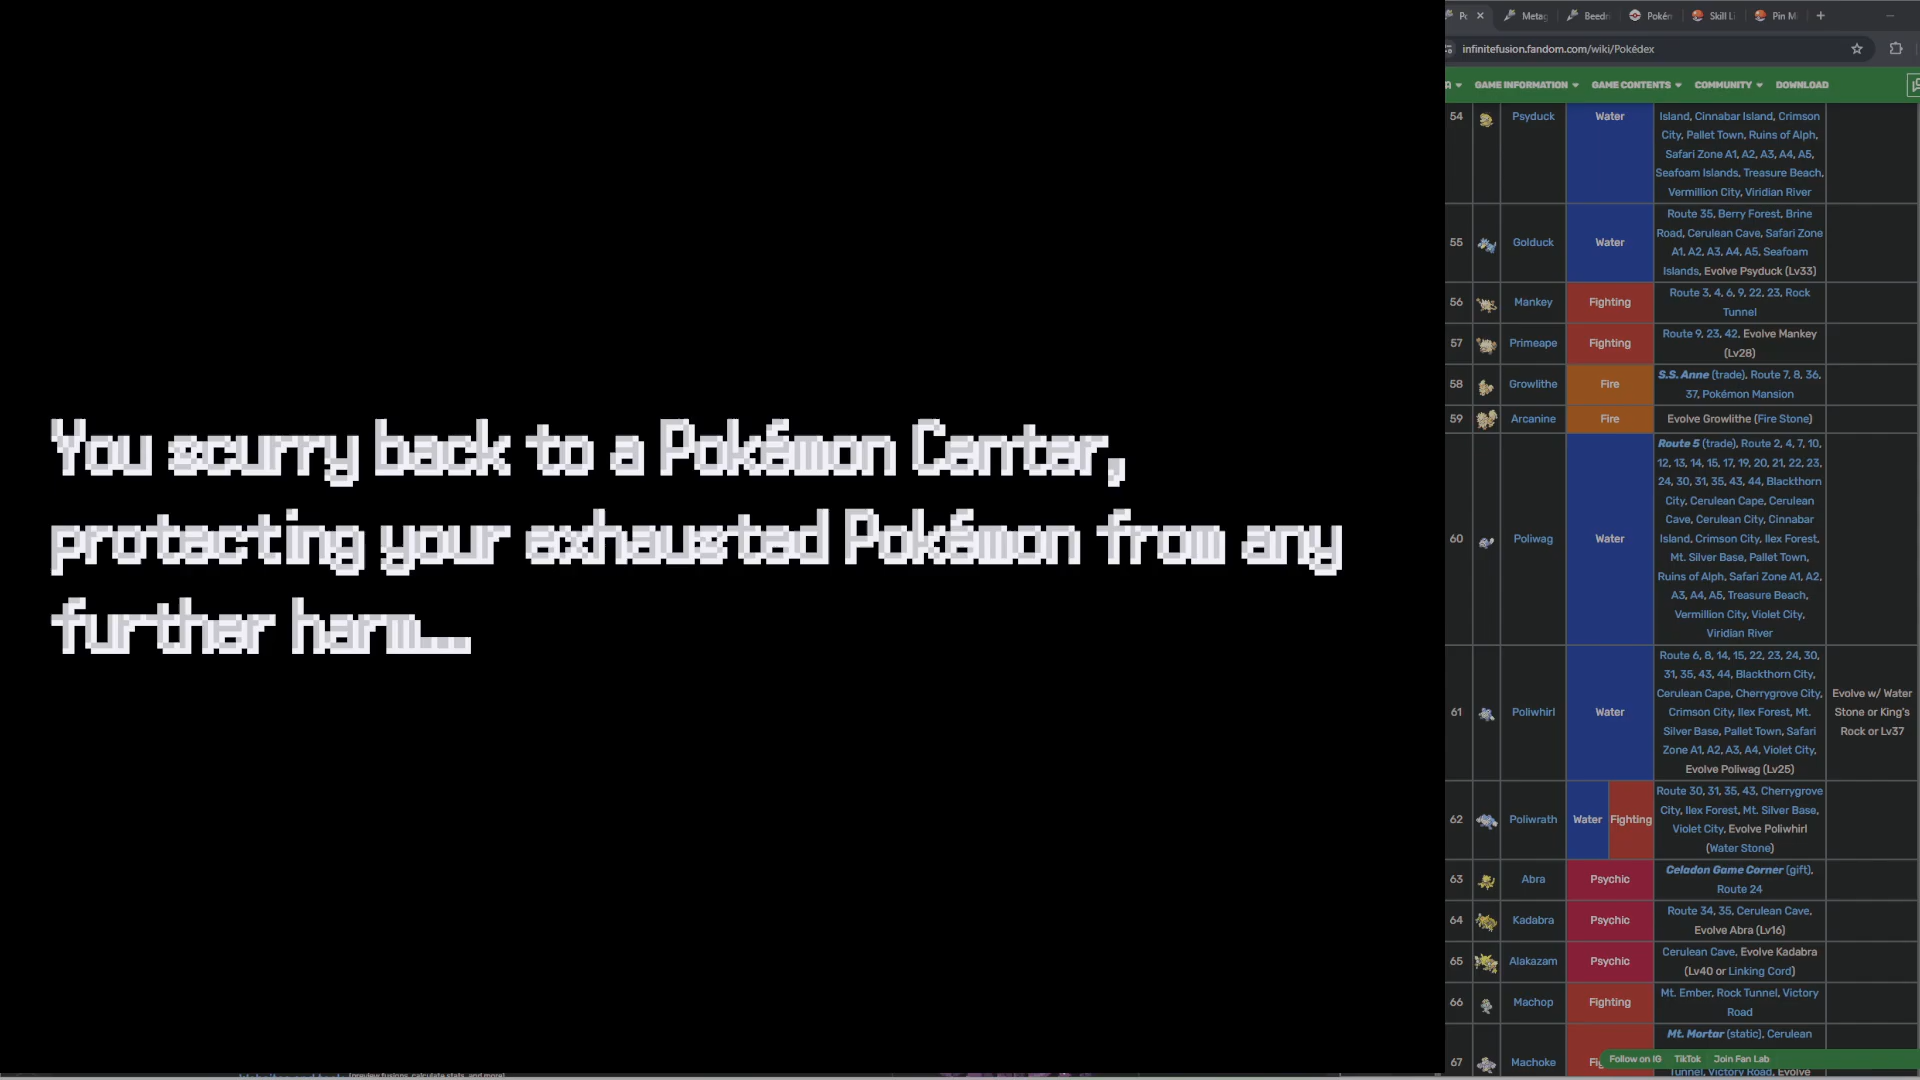 You scurry back to a Pokémon Center,
protecting your exhausted Pokémon from any
further harm...
Metag
Beedri
Pokén
Skill Li
Pin M
infinitefusion.fandom.com/wiki/Pokédex
GAME INFORMATION
GAME CONTENTS
COMMUNITY
DOWNLOAD
54 Psyduck Water
Island, Cinnabar Island, Crimson
City, Pallet Town, Ruins of Alph,
Safari Zone A1, A2, A3, A4, A5,
Seafoam Islands, Treasure Beach,
Vermillion City, Viridian River
55 Golduck Water
Route 35, Berry Forest, Brine
Road, Cerulean Cave, Safari Zone
A1, A2, A3, A4, A5, Seafoam
Islands, Evolve Psyduck (Lv33)
56 Mankey Fighting
Route 3, 4, 6, 9, 22, 23, Rock
Tunnel
57 Primeape Fighting
Route 9, 23, 42, Evolve Mankey
(Lv28)
58 Growlithe Fire
S.S. Anne (trade), Route 7, 8, 36,
37, Pokémon Mansion
59 Arcanine Fire
Evolve Growlithe (Fire Stone)
60 Poliwag Water
Route 5 (trade), Route 2, 4, 7, 10,
12, 13, 14, 15, 17, 19, 20, 21, 22, 23,
24, 30, 31, 35, 43, 44, Blackthorn
City, Cerulean Cape, Cerulean
Cave, Cerulean City, Cinnabar
Island, Crimson City, Ilex Forest,
Mt. Silver Base, Pallet Town,
Ruins of Alph, Safari Zone A1, A2,
A3, A4, A5, Treasure Beach,
Vermillion City, Violet City,
Viridian River
61 Poliwhirl Water
Route 6, 8, 14, 15, 22, 23, 24, 30,
31, 35, 43, 44, Blackthorn City,
Cerulean Cape, Cherrygrove City,
Crimson City, Ilex Forest, Mt.
Silver Base, Pallet Town, Safari
Zone A1, A2, A3, A4, Violet City,
Evolve Poliwag (Lv25)
Evolve w/ Water
Stone or King's
Rock or Lv37
62 Poliwrath Water Fighting
Route 30, 31, 35, 43, Cherrygrove
City, Ilex Forest, Mt. Silver Base,
Violet City, Evolve Poliwhirl
(Water Stone)
63 Abra Psychic
Celadon Game Corner (gift),
Route 24
64 Kadabra Psychic
Route 34, 35, Cerulean Cave,
Evolve Abra (Lv16)
65 Alakazam Psychic
Cerulean Cave, Evolve Kadabra
(Lv40 or Linking Cord)
66 Machop Fighting
Mt. Ember, Rock Tunnel, Victory
Road
67 Machoke
Mt. Mortar (static), Cerulean
Tunnel, Victory Road, Evolve
Follow on IG TikTok Join Fan Lab